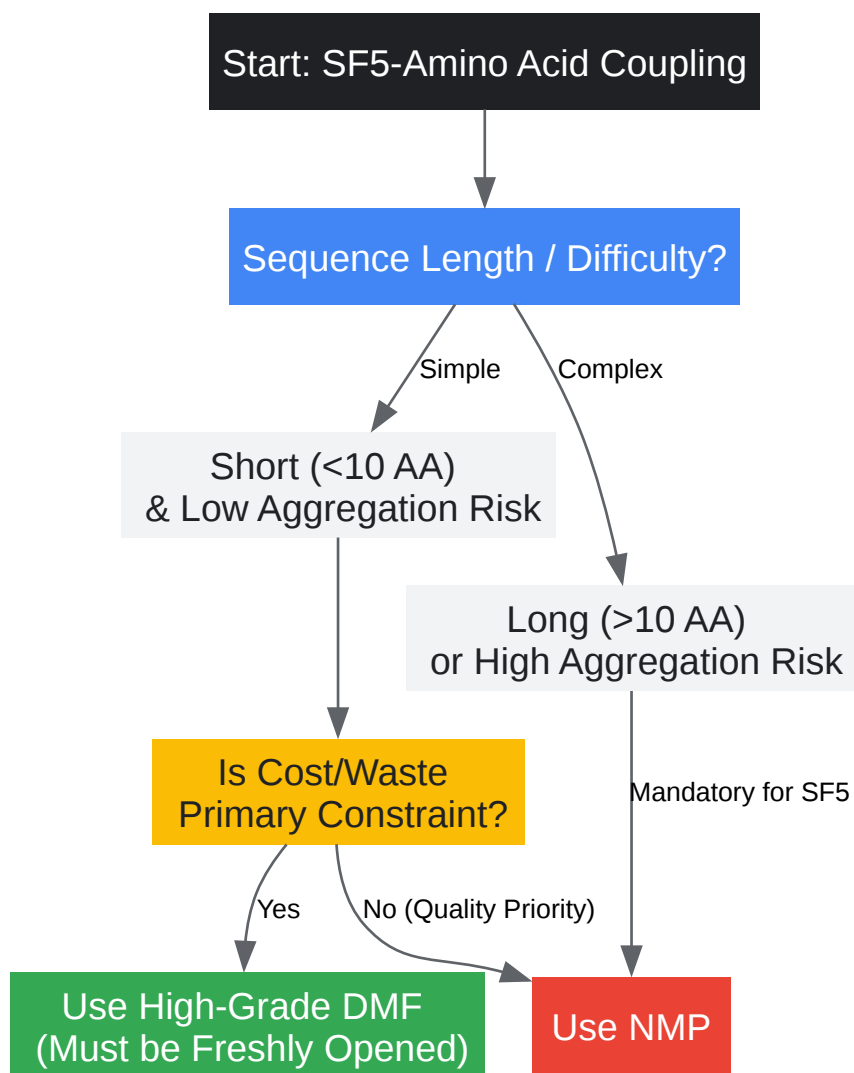 Start: SF5-Amino Acid Coupling
Sequence Length / Difficulty?
Simple
Complex
Short (<10 AA)
& Low Aggregation Risk
Long (>10 AA)
or High Aggregation Risk
Is Cost/Waste
Primary Constraint?
Mandatory for SF5
Yes
No (Quality Priority)
Use High-Grade DMF
(Must be Freshly Opened)
Use NMP